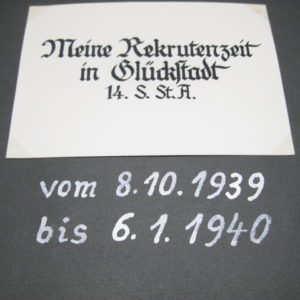 Meine Rekrutenzeit
in Glückstadt
14. S. St. A.
vom 8.10.1939
bis 6.1.1940